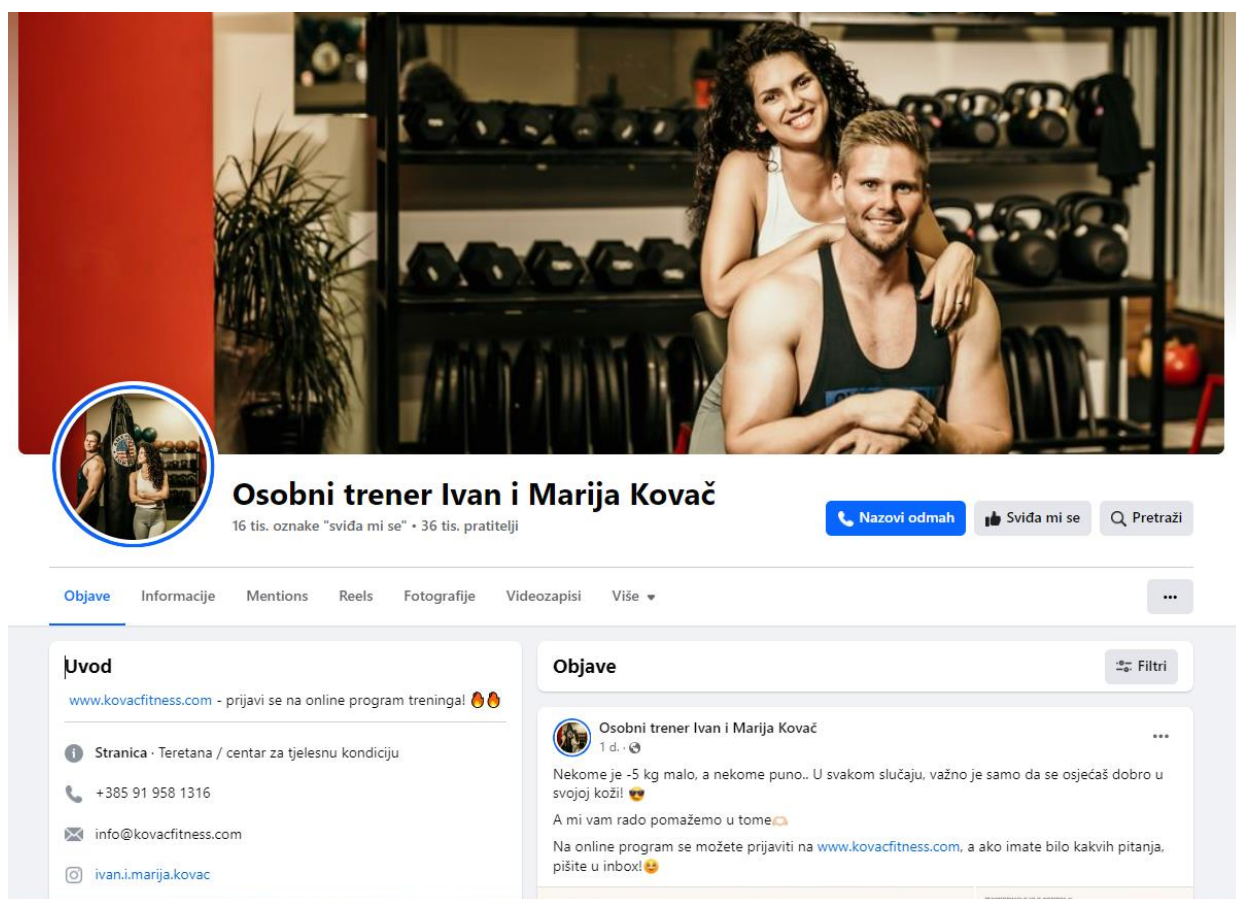 Osobni trener Ivan i Marija Kovač
16 tis. oznake "sviđa mi se" • 36 tis. pratitelji
Nazovi odmah
Sviđa mi se
Pretraži
Objave
Informacije
Mentions
Reels
Fotografije
Videozapisi
Više
Uvod
www.kovacfitness.com - prijavi se na online program treninga! 🔥🔥
Stranica · Teretana / centar za tjelesnu kondiciju
+385 91 958 1316
info@kovacfitness.com
ivan.i.marija.kovac
Objave
Filtri
Osobni trener Ivan i Marija Kovač
1 d. ·
Nekome je -5 kg malo, a nekome puno.. U svakom slučaju, važno je samo da se osjećaš dobro u
svojoj koži! 😎
A mi vam rado pomažemo u tome🫶🏻
Na online program se možete prijaviti na www.kovacfitness.com, a ako imate bilo kakvih pitanja,
pišite u inbox!😊